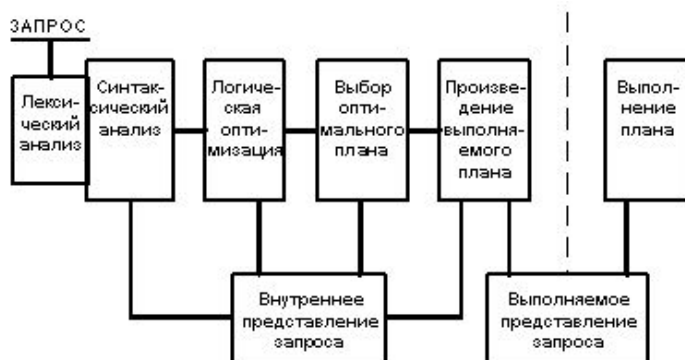 ЗАПРОС
Лекси-
ческий
анализ
Синтак-
сический
анализ
Логиче-
ская
опти-
мизация
Выбор
опти-
мального
плана
Произве-
дение
выполня-
емого
плана
Выпол-
нение
плана
Внутреннее
представление
запроса
Выполняемое
представление
запроса